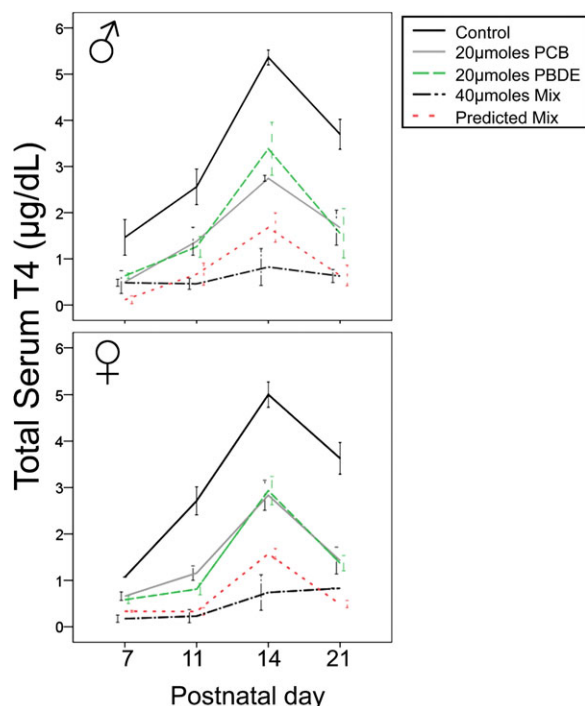 ♂
6
5
4
3
2
1
0
Control
20µmoles PCB
20µmoles PBDE
40µmoles Mix
Predicted Mix
Total Serum T4 (µg/dL)
♀
6
5
4
3
2
1
0
7 11 14 21
Postnatal day